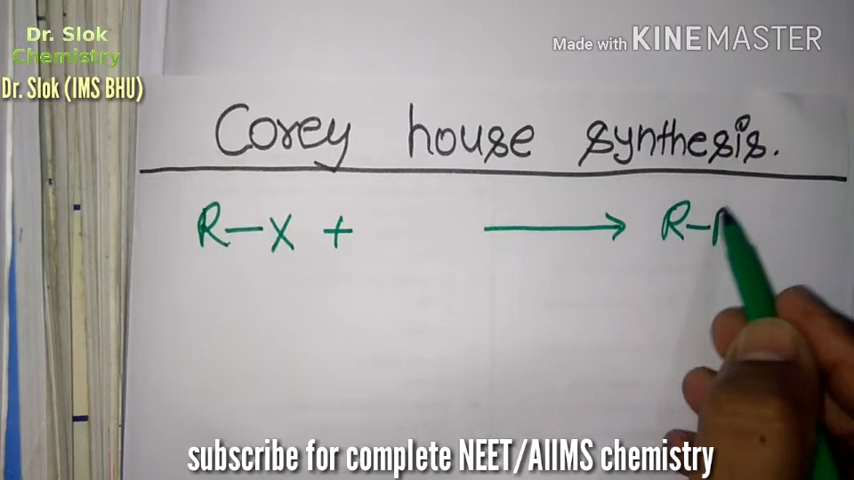 Dr. Slok
Chemistry
Dr. Slok (IMS BHU)
Made with KINEMASTER
Corey house synthesis.
R—X + ⟶ R—
subscribe for complete NEET/AIIMS chemistry